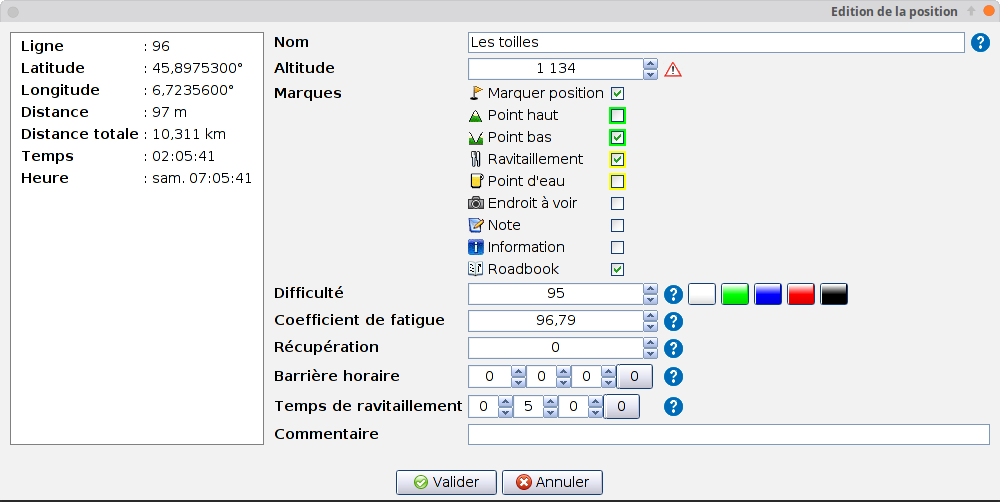 Edition de la position
Ligne : 96
Latitude : 45,8975300°
Longitude : 6,7235600°
Distance : 97 m
Distance totale : 10,311 km
Temps : 02:05:41
Heure : sam. 07:05:41
Nom Les toilles ?
Altitude 1 134
Marques Marquer position
Point haut
Point bas
Ravitaillement
Point d'eau
Endroit à voir
Note
Information
Roadbook
Difficulté 95 ?
Coefficient de fatigue 96,79 ?
Récupération 0 ?
Barrière horaire 0 0 0 0 ?
Temps de ravitaillement 0 5 0 0 ?
Commentaire
Valider Annuler